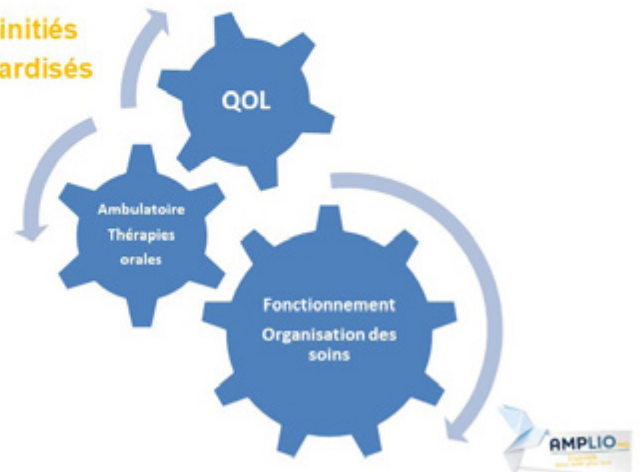 initiés
ardisés
QOL
Ambulatoire
Thérapies
orales
Fonctionnement
Organisation des
soins
AMPLIO